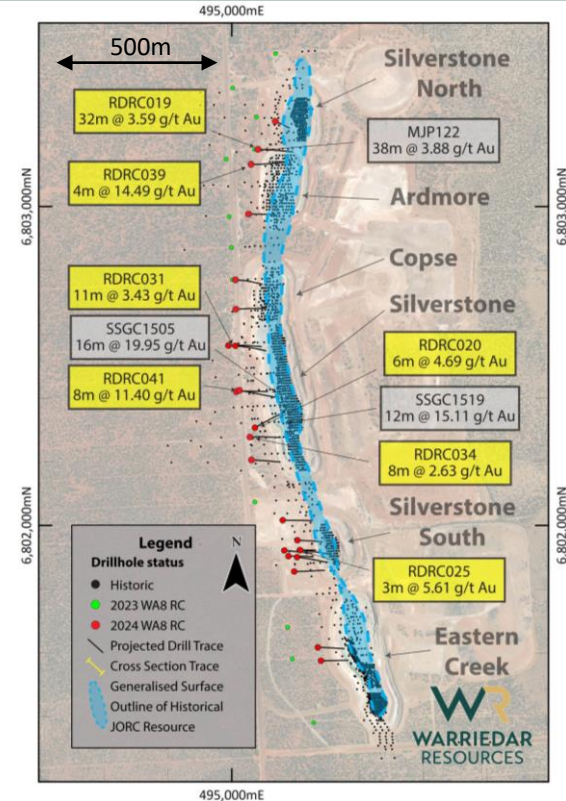 495,000mE
500m
Silverstone
North
RDRC019
32m @ 3.59 g/t Au
MJP122
38m @ 3.88 g/t Au
RDRC039
4m @ 14.49 g/t Au
Ardmore
6,803,000mN
6,803,000mN
Copse
RDRC031
11m @ 3.43 g/t Au
Silverstone
SSGC1505
16m @ 19.95 g/t Au
RDRC020
6m @ 4.69 g/t Au
RDRC041
8m @ 11.40 g/t Au
SSGC1519
12m @ 15.11 g/t Au
RDRC034
8m @ 2.63 g/t Au
Silverstone
South
6,802,000mN
6,802,000mN
RDRC025
3m @ 5.61 g/t Au
Legend
N
Drillhole status
Historic
2023 WA8 RC
2024 WA8 RC
Projected Drill Trace
Cross Section Trace
Generalised Surface
Outline of Historical
JORC Resource
Eastern
Creek
WR
WARRIEDAR
RESOURCES
495,000mE